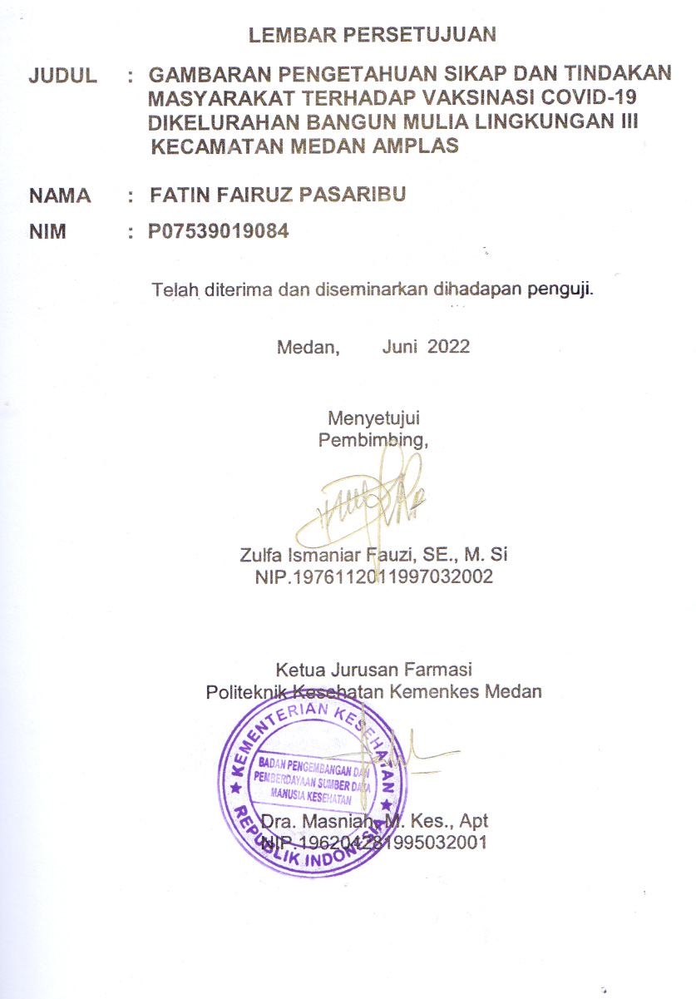 LEMBAR PERSETUJUAN
JUDUL : GAMBARAN PENGETAHUAN SIKAP DAN TINDAKAN
MASYARAKAT TERHADAP VAKSINASI COVID-19
DIKELURAHAN BANGUN MULIA LINGKUNGAN III
KECAMATAN MEDAN AMPLAS
NAMA : FATIN FAIRUZ PASARIBU
NIM : P07539019084
Telah diterima dan diseminarkan dihadapan penguji.
Medan, Juni 2022
Menyetujui
Pembimbing,
Zulfa Ismaniar Fauzi, SE., M. Si
NIP.197611201997032002
Ketua Jurusan Farmasi
Politeknik Kesehatan Kemenkes Medan
KEMENTERIAN KESEHATAN
BADAN PENGEMBANGAN DAN
PEMBERDAYAAN SUMBER DAYA
MANUSIA KESEHATAN
REPUBLIK INDONESIA
Dra. Masniah, M. Kes., Apt
NIP.196204281995032001